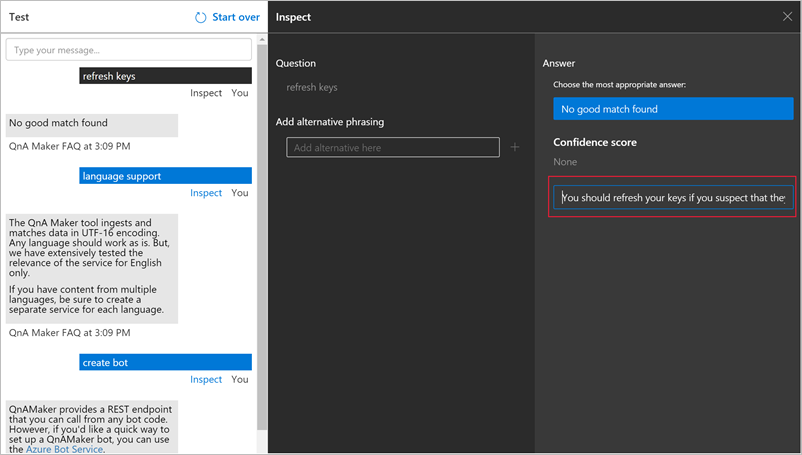 Test
Start over
Type your message...
refresh keys
Inspect You
No good match found
QnA Maker FAQ at 3:09 PM
language support
Inspect You
The QnA Maker tool ingests and
matches data in UTF-16 encoding.
Any language should work as is. But,
we have extensively tested the
relevance of the service for English
only.
If you have content from multiple
languages, be sure to create a
separate service for each language.
QnA Maker FAQ at 3:09 PM
create bot
Inspect You
QnAMaker provides a REST endpoint
that you can call from any bot code.
However, if you'd like a quick way to
set up a QnAMaker bot, you can use
the Azure Bot Service.
Inspect
Question
refresh keys
Add alternative phrasing
Add alternative here
Answer
Choose the most appropriate answer:
No good match found
Confidence score
None
You should refresh your keys if you suspect that they